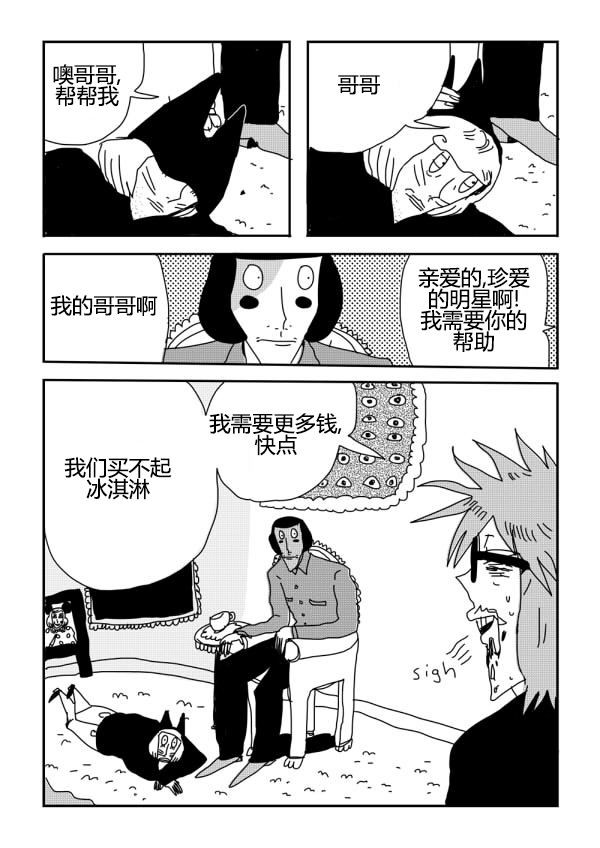 噢哥哥,
帮帮我
哥哥
我的哥哥啊
亲爱的,珍爱
的明星啊!
我需要你的
帮助
我需要更多钱,
快点
我们买不起
冰淇淋
sigh